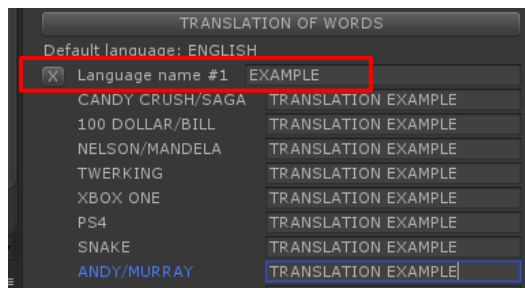 TRANSLATION OF WORDS
Default language: ENGLISH
X Language name #1 EXAMPLE
CANDY CRUSH/SAGA TRANSLATION EXAMPLE
100 DOLLAR/BILL TRANSLATION EXAMPLE
NELSON/MANDELA TRANSLATION EXAMPLE
TWERKING TRANSLATION EXAMPLE
XBOX ONE TRANSLATION EXAMPLE
PS4 TRANSLATION EXAMPLE
SNAKE TRANSLATION EXAMPLE
ANDY/MURRAY TRANSLATION EXAMPLE